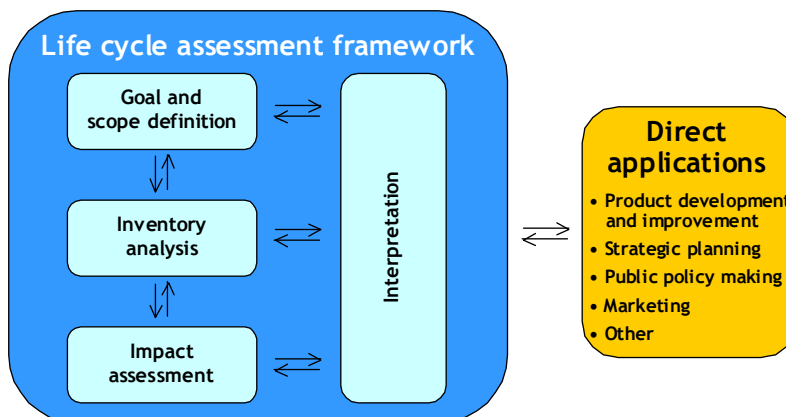 Life cycle assessment framework
Goal and
scope definition
Inventory
analysis
Impact
assessment
Interpretation
Direct
applications
• Product development
and improvement
• Strategic planning
• Public policy making
• Marketing
• Other